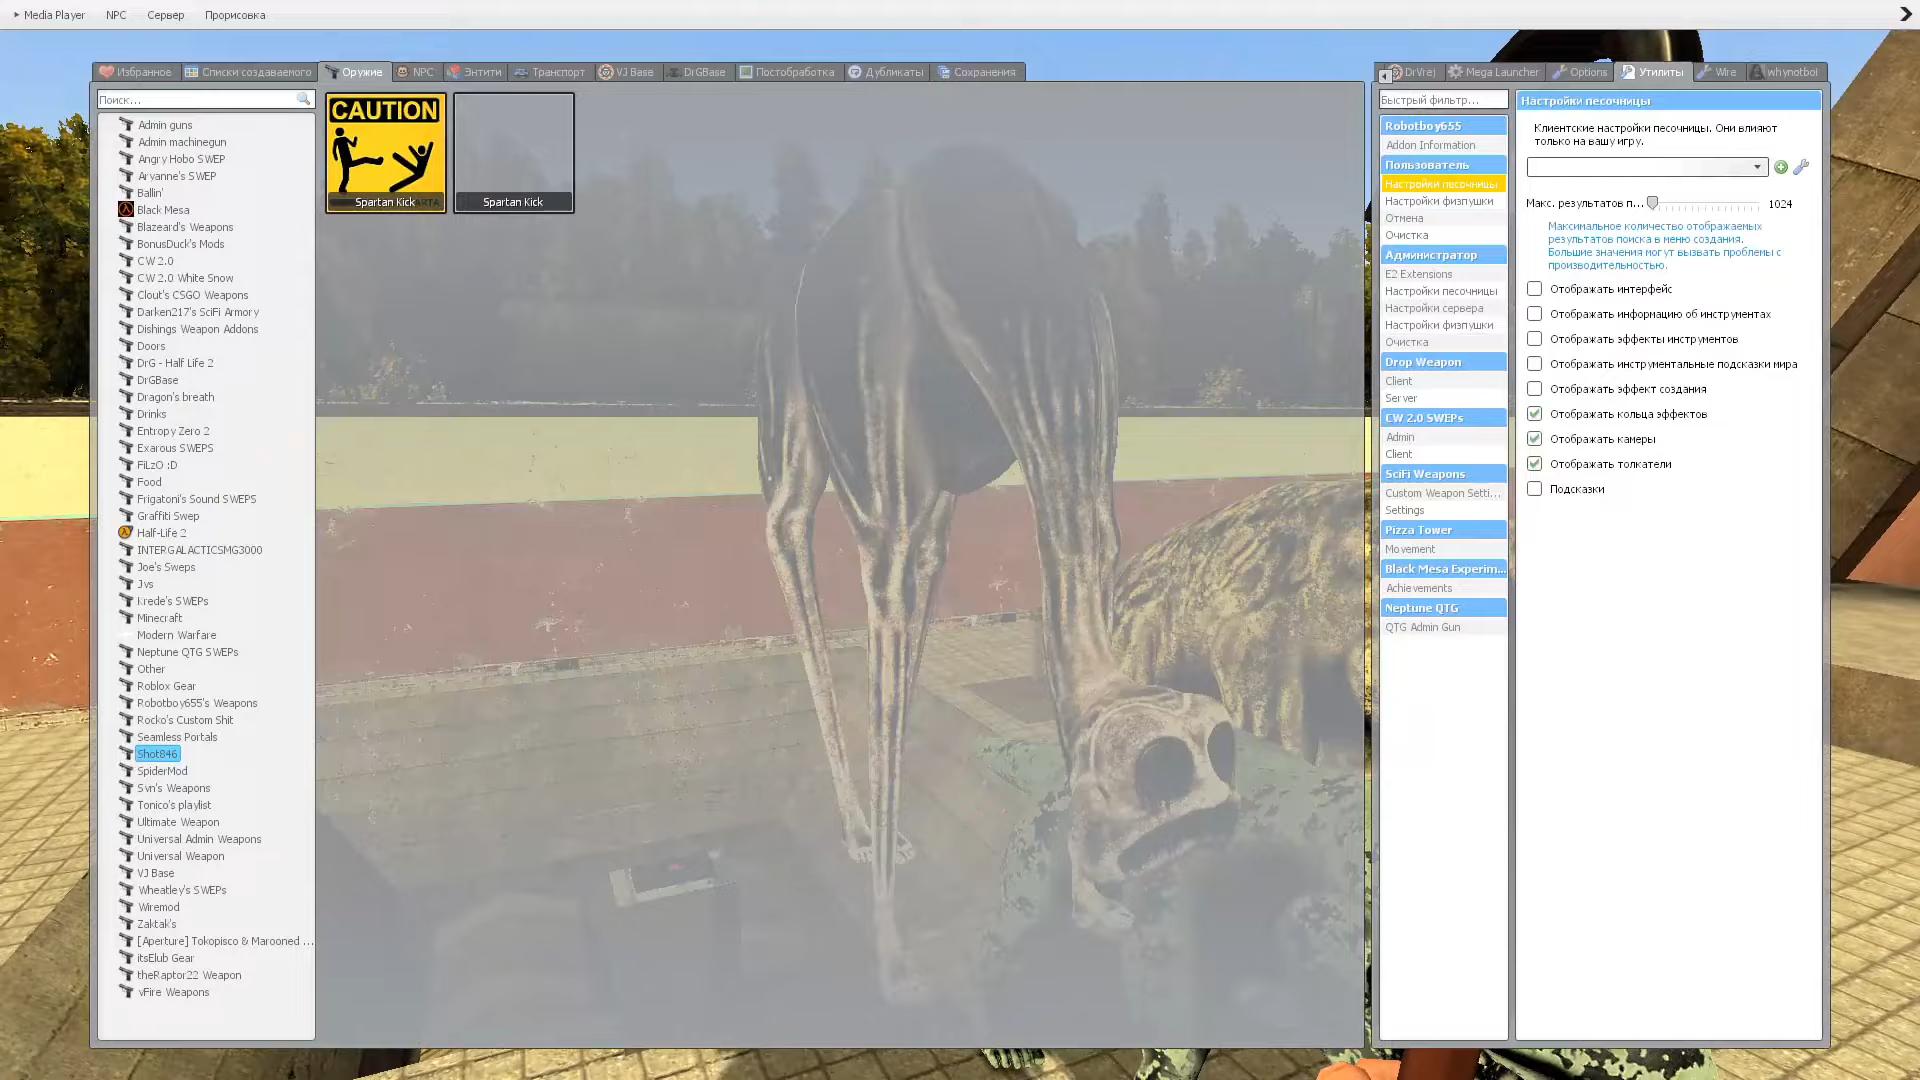 Media Player
NPC
Сервер
Прорисовка
Избранное
Списки создаваемого
Оружие
NPC
Энтити
Транспорт
VJ Base
DrGBase
Постобработка
Дубликаты
Сохранения
Поиск...
Admin guns
Admin machinegun
Angry Hobo SWEP
Aryanne's SWEP
Ballin'
Black Mesa
Blazeard's Weapons
BonusDuck's Mods
CW 2.0
CW 2.0 White Snow
Clout's CSGO Weapons
Darken217's SciFi Armory
Dishings Weapon Addons
Doors
DrG - Half Life 2
DrGBase
Dragon's breath
Drinks
Entropy Zero 2
Exarous SWEPS
FiLzO :D
Food
Frigatoni's Sound SWEPS
Graffiti Swep
Half-Life 2
INTERGALACTICSMG3000
Joe's Sweps
Jvs
Krede's SWEPs
Minecraft
Modern Warfare
Neptune QTG SWEPs
Other
Roblox Gear
Robotboy655's Weapons
Rocko's Custom Shit
Seamless Portals
Shot846
SpiderMod
Svn's Weapons
Tonico's playlist
Ultimate Weapon
Universal Admin Weapons
Universal Weapon
VJ Base
Wheatley's SWEPs
Wiremod
Zaktak's
[Aperture] Tokopisco & Marooned ...
itsElub Gear
theRaptor22 Weapon
vFire Weapons
CAUTION
Spartan Kick
Spartan Kick
DrVrej
Mega Launcher
Options
Утилиты
Wire
whynotboi
Быстрый фильтр...
Robotboy655
Addon Information
Пользователь
Настройки песочницы
Настройки физпушки
Отмена
Очистка
Администратор
E2 Extensions
Настройки песочницы
Настройки сервера
Настройки физпушки
Очистка
Drop Weapon
Client
Server
CW 2.0 SWEPs
Admin
Client
SciFi Weapons
Custom Weapon Setti...
Settings
Pizza Tower
Movement
Black Mesa Experim...
Achievements
Neptune QTG
QTG Admin Gun
Настройки песочницы
Клиентские настройки песочницы. Они влияют
только на вашу игру.
Макс. результатов п...
1024
Максимальное количество отображаемых
результатов поиска в меню создания.
Большие значения могут вызвать проблемы с
производительностью.
Отображать интерфейс
Отображать информацию об инструментах
Отображать эффекты инструментов
Отображать инструментальные подсказки мира
Отображать эффект создания
Отображать кольца эффектов
Отображать камеры
Отображать толкатели
Подсказки